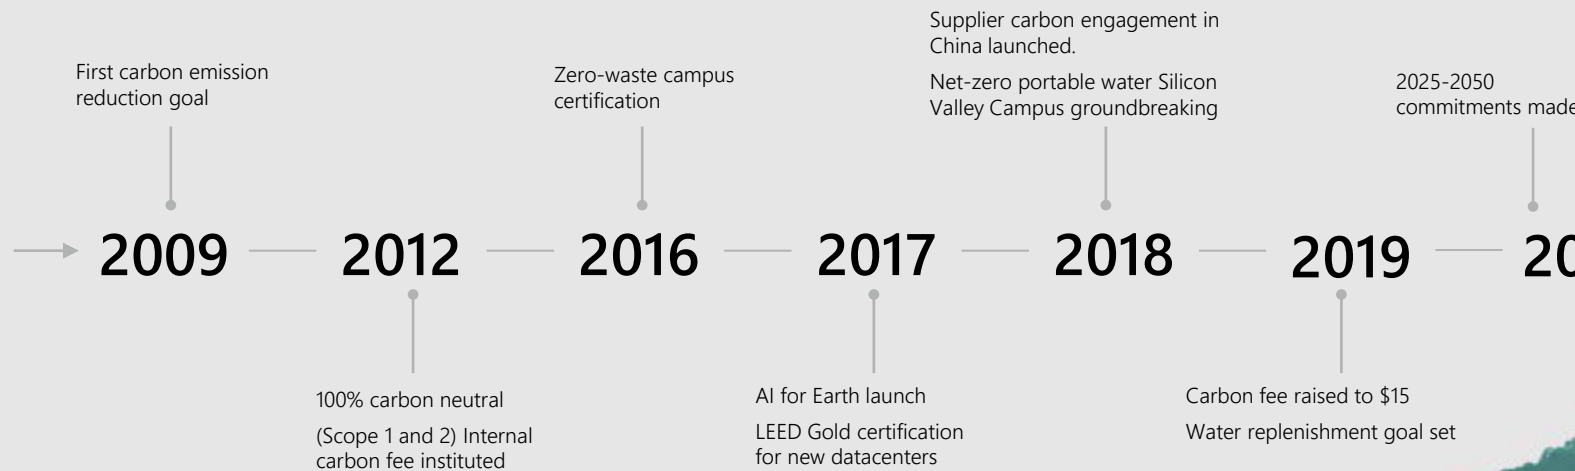 First carbon emission
reduction goal
Zero-waste campus
certification
Supplier carbon engagement in
China launched.
Net-zero portable water Silicon
Valley Campus groundbreaking
2025-2050
commitments made
2009
2012
2016
2017
2018
2019
20
100% carbon neutral
(Scope 1 and 2) Internal
carbon fee instituted
AI for Earth launch
LEED Gold certification
for new datacenters
Carbon fee raised to $15
Water replenishment goal set